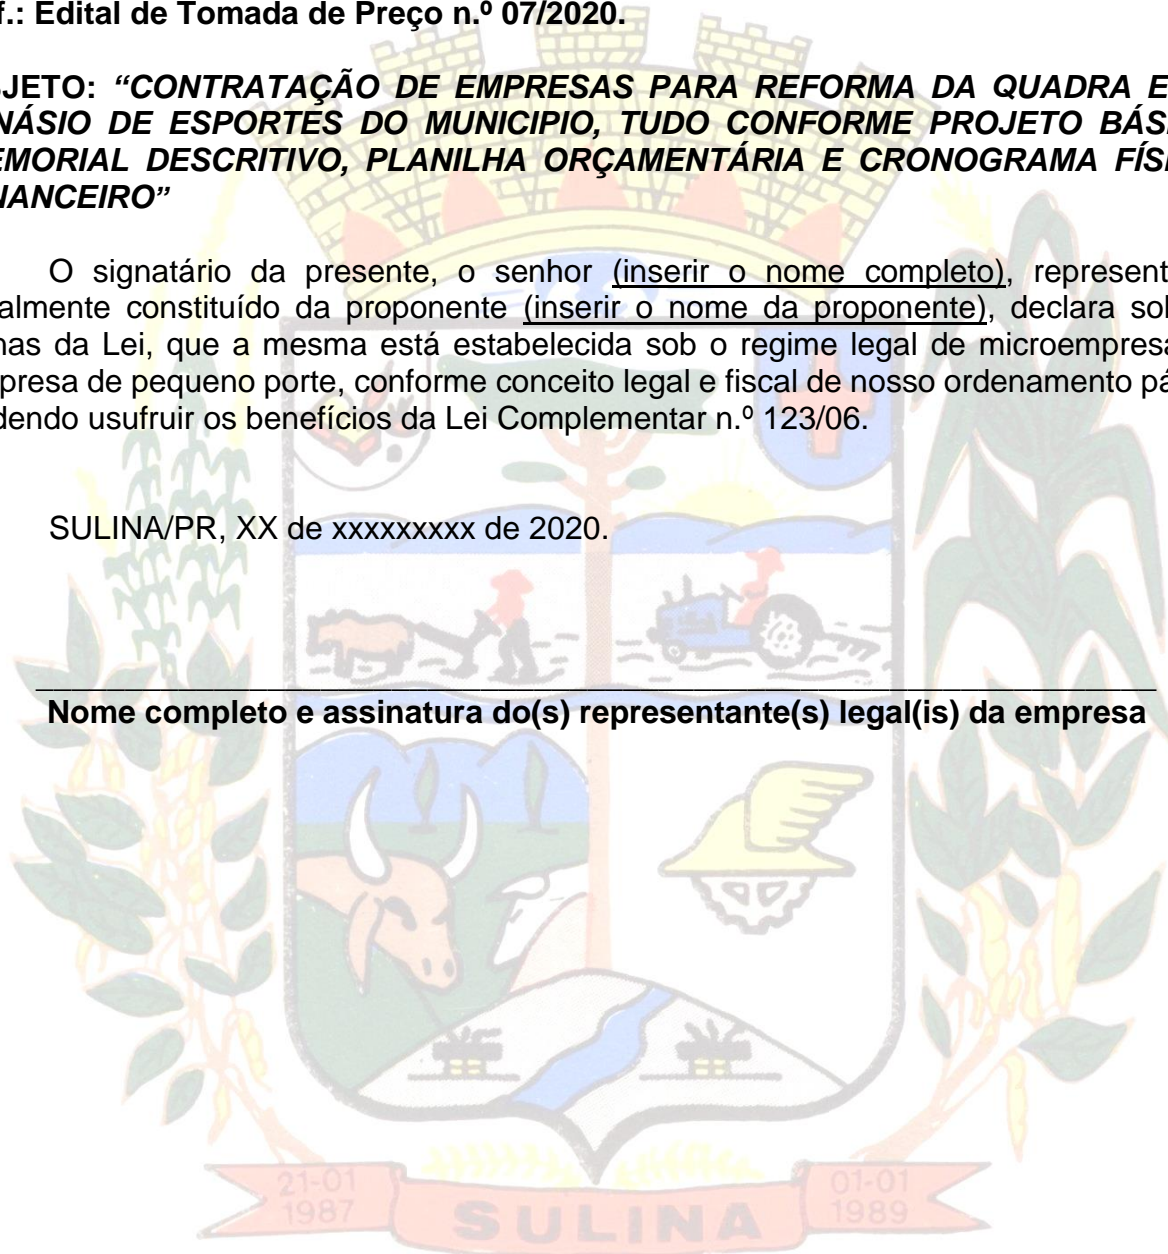 f.: Edital de Tomada de Preço n.º 07/2020.
JETO: “CONTRATAÇÃO DE EMPRESAS PARA REFORMA DA QUADRA E
NÁSIO DE ESPORTES DO MUNICIPIO, TUDO CONFORME PROJETO BÁS
EMORIAL DESCRITIVO, PLANILHA ORÇAMENTÁRIA E CRONOGRAMA FÍSI
NANCEIRO”
O signatário da presente, o senhor (inserir o nome completo), represent
almente constituído da proponente (inserir o nome da proponente), declara sol
nas da Lei, que a mesma está estabelecida sob o regime legal de microempresa
presa de pequeno porte, conforme conceito legal e fiscal de nosso ordenamento pá
dendo usufruir os benefícios da Lei Complementar n.º 123/06.
SULINA/PR, XX de xxxxxxxxx de 2020.
Nome completo e assinatura do(s) representante(s) legal(is) da empresa
21-01
1987
SULINA
01-01
1989